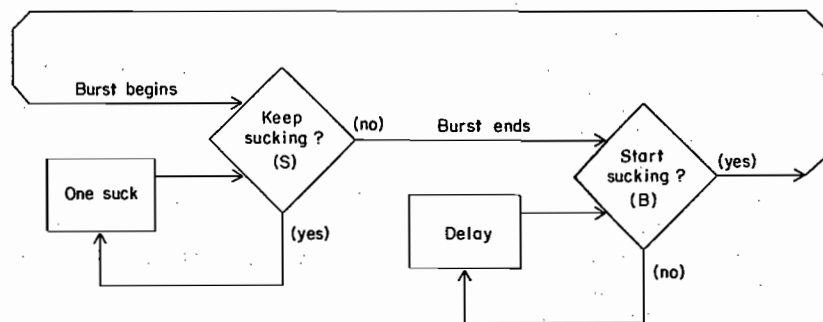 Burst begins
Keep
sucking ?
(S)
(no)
Burst ends
Start
sucking ?
(B)
(yes)
One suck
(yes)
Delay
(no)